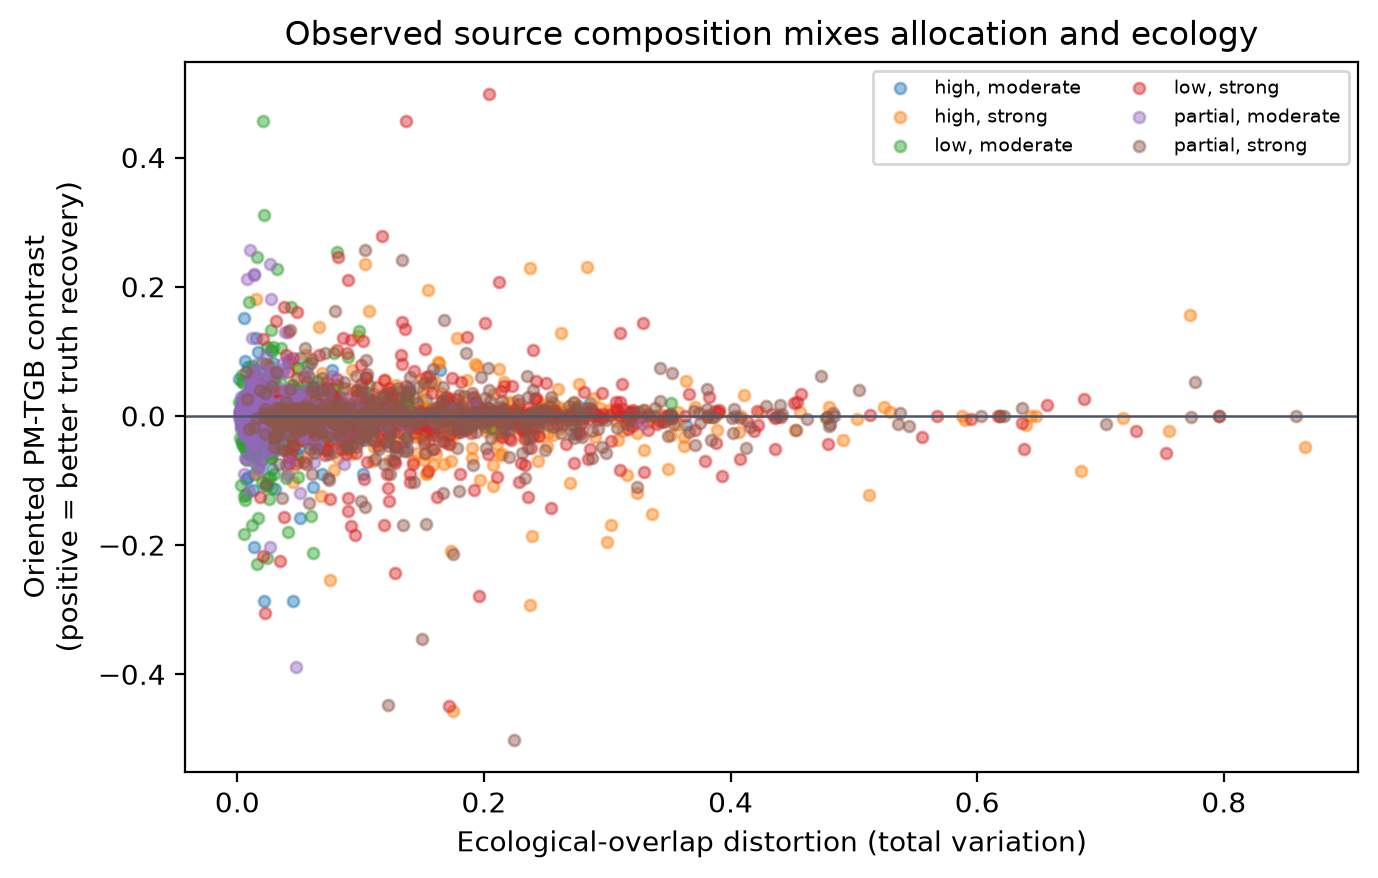 Observed source composition mixes allocation and ecology
high, moderate
high, strong
low, moderate
low, strong
partial, moderate
partial, strong
Oriented PM-TGB contrast
(positive = better truth recovery)
0.4
0.2
0.0
−0.2
−0.4
0.0
0.2
0.4
0.6
0.8
Ecological-overlap distortion (total variation)